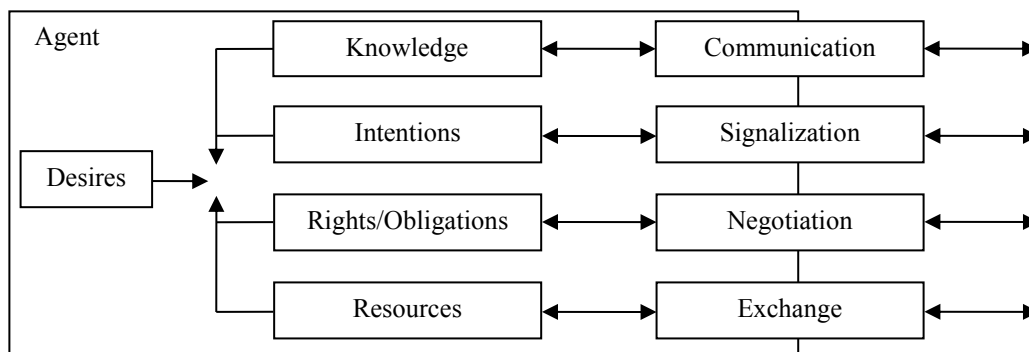 Agent
Knowledge
Communication
Intentions
Signalization
Desires
Rights/Obligations
Negotiation
Resources
Exchange